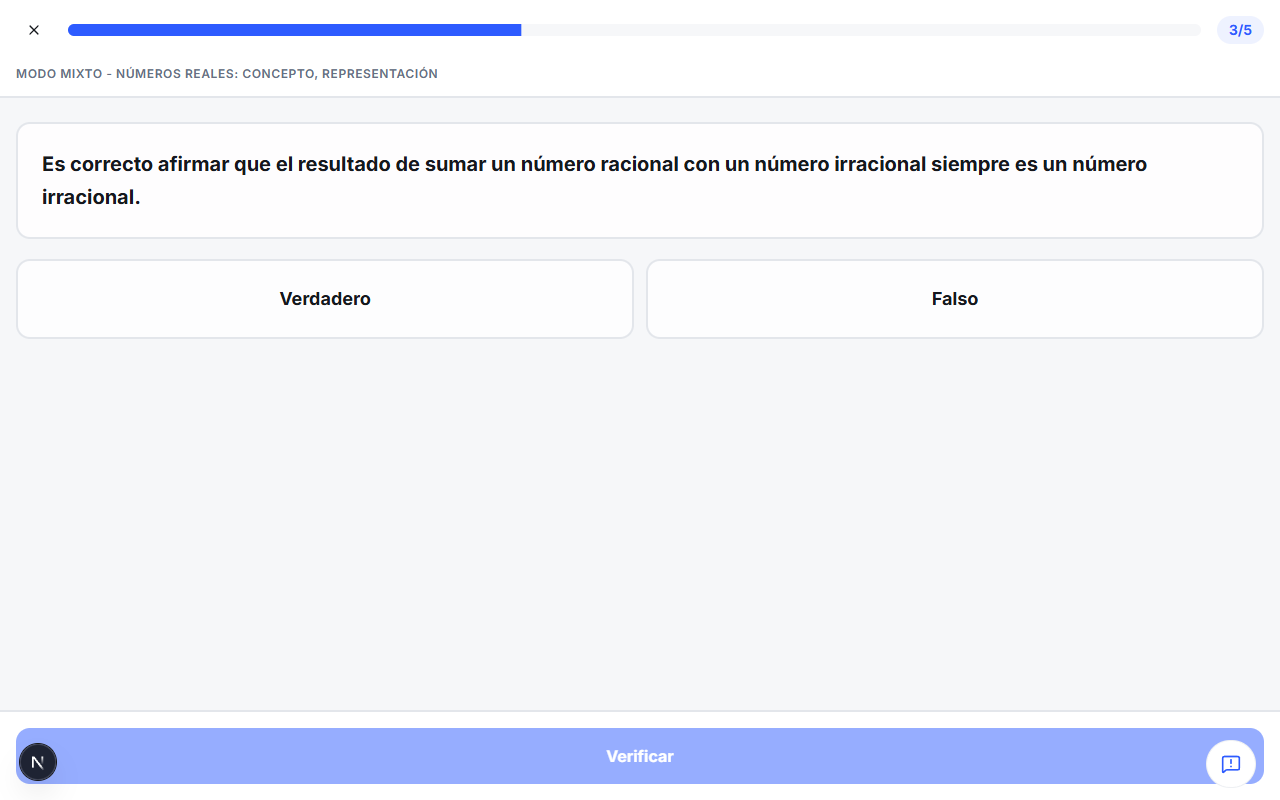 3/5
MODO MIXTO - NÚMEROS REALES: CONCEPTO, REPRESENTACIÓN
Es correcto afirmar que el resultado de sumar un número racional con un número irracional siempre es un número
irracional.
Verdadero
Falso
Verificar
N